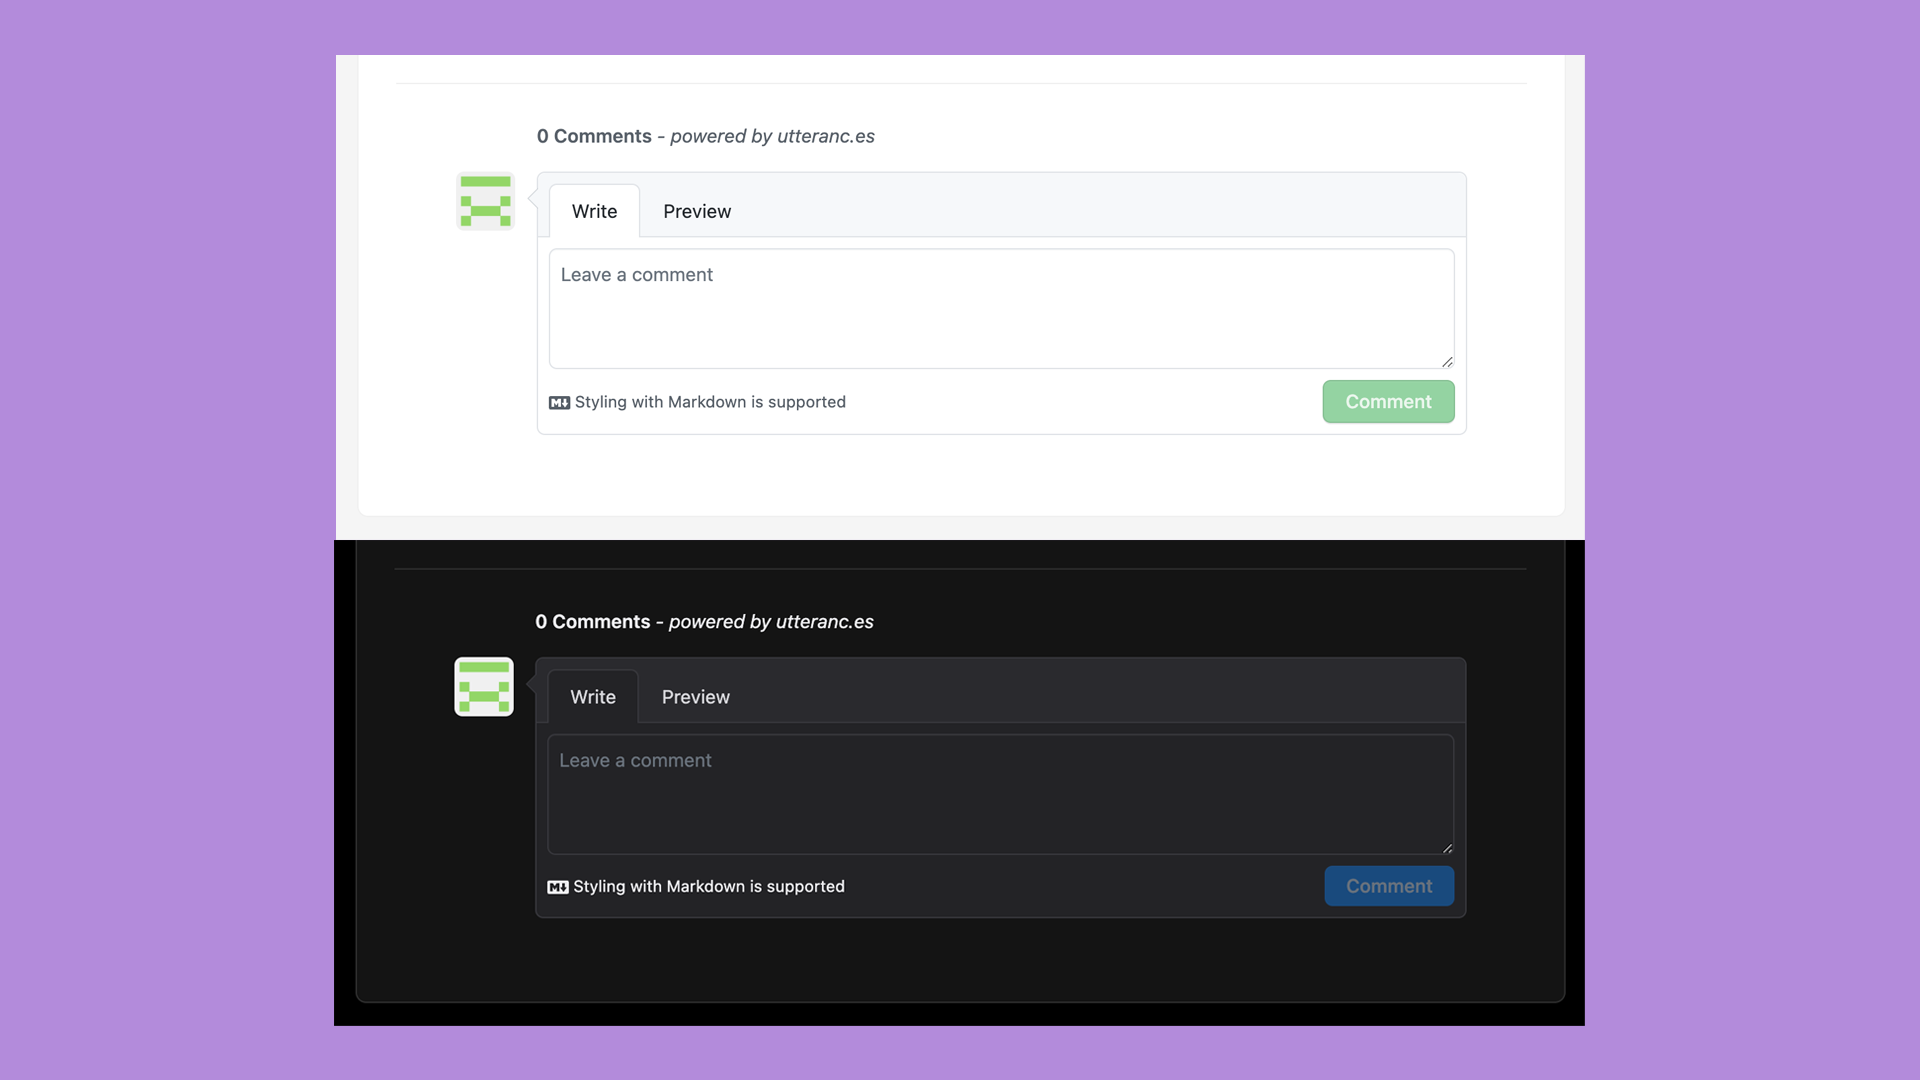 0 Comments - powered by utteranc.es
Write Preview
Leave a comment
M↓ Styling with Markdown is supported Comment
0 Comments - powered by utteranc.es
Write Preview
Leave a comment
M↓ Styling with Markdown is supported Comment